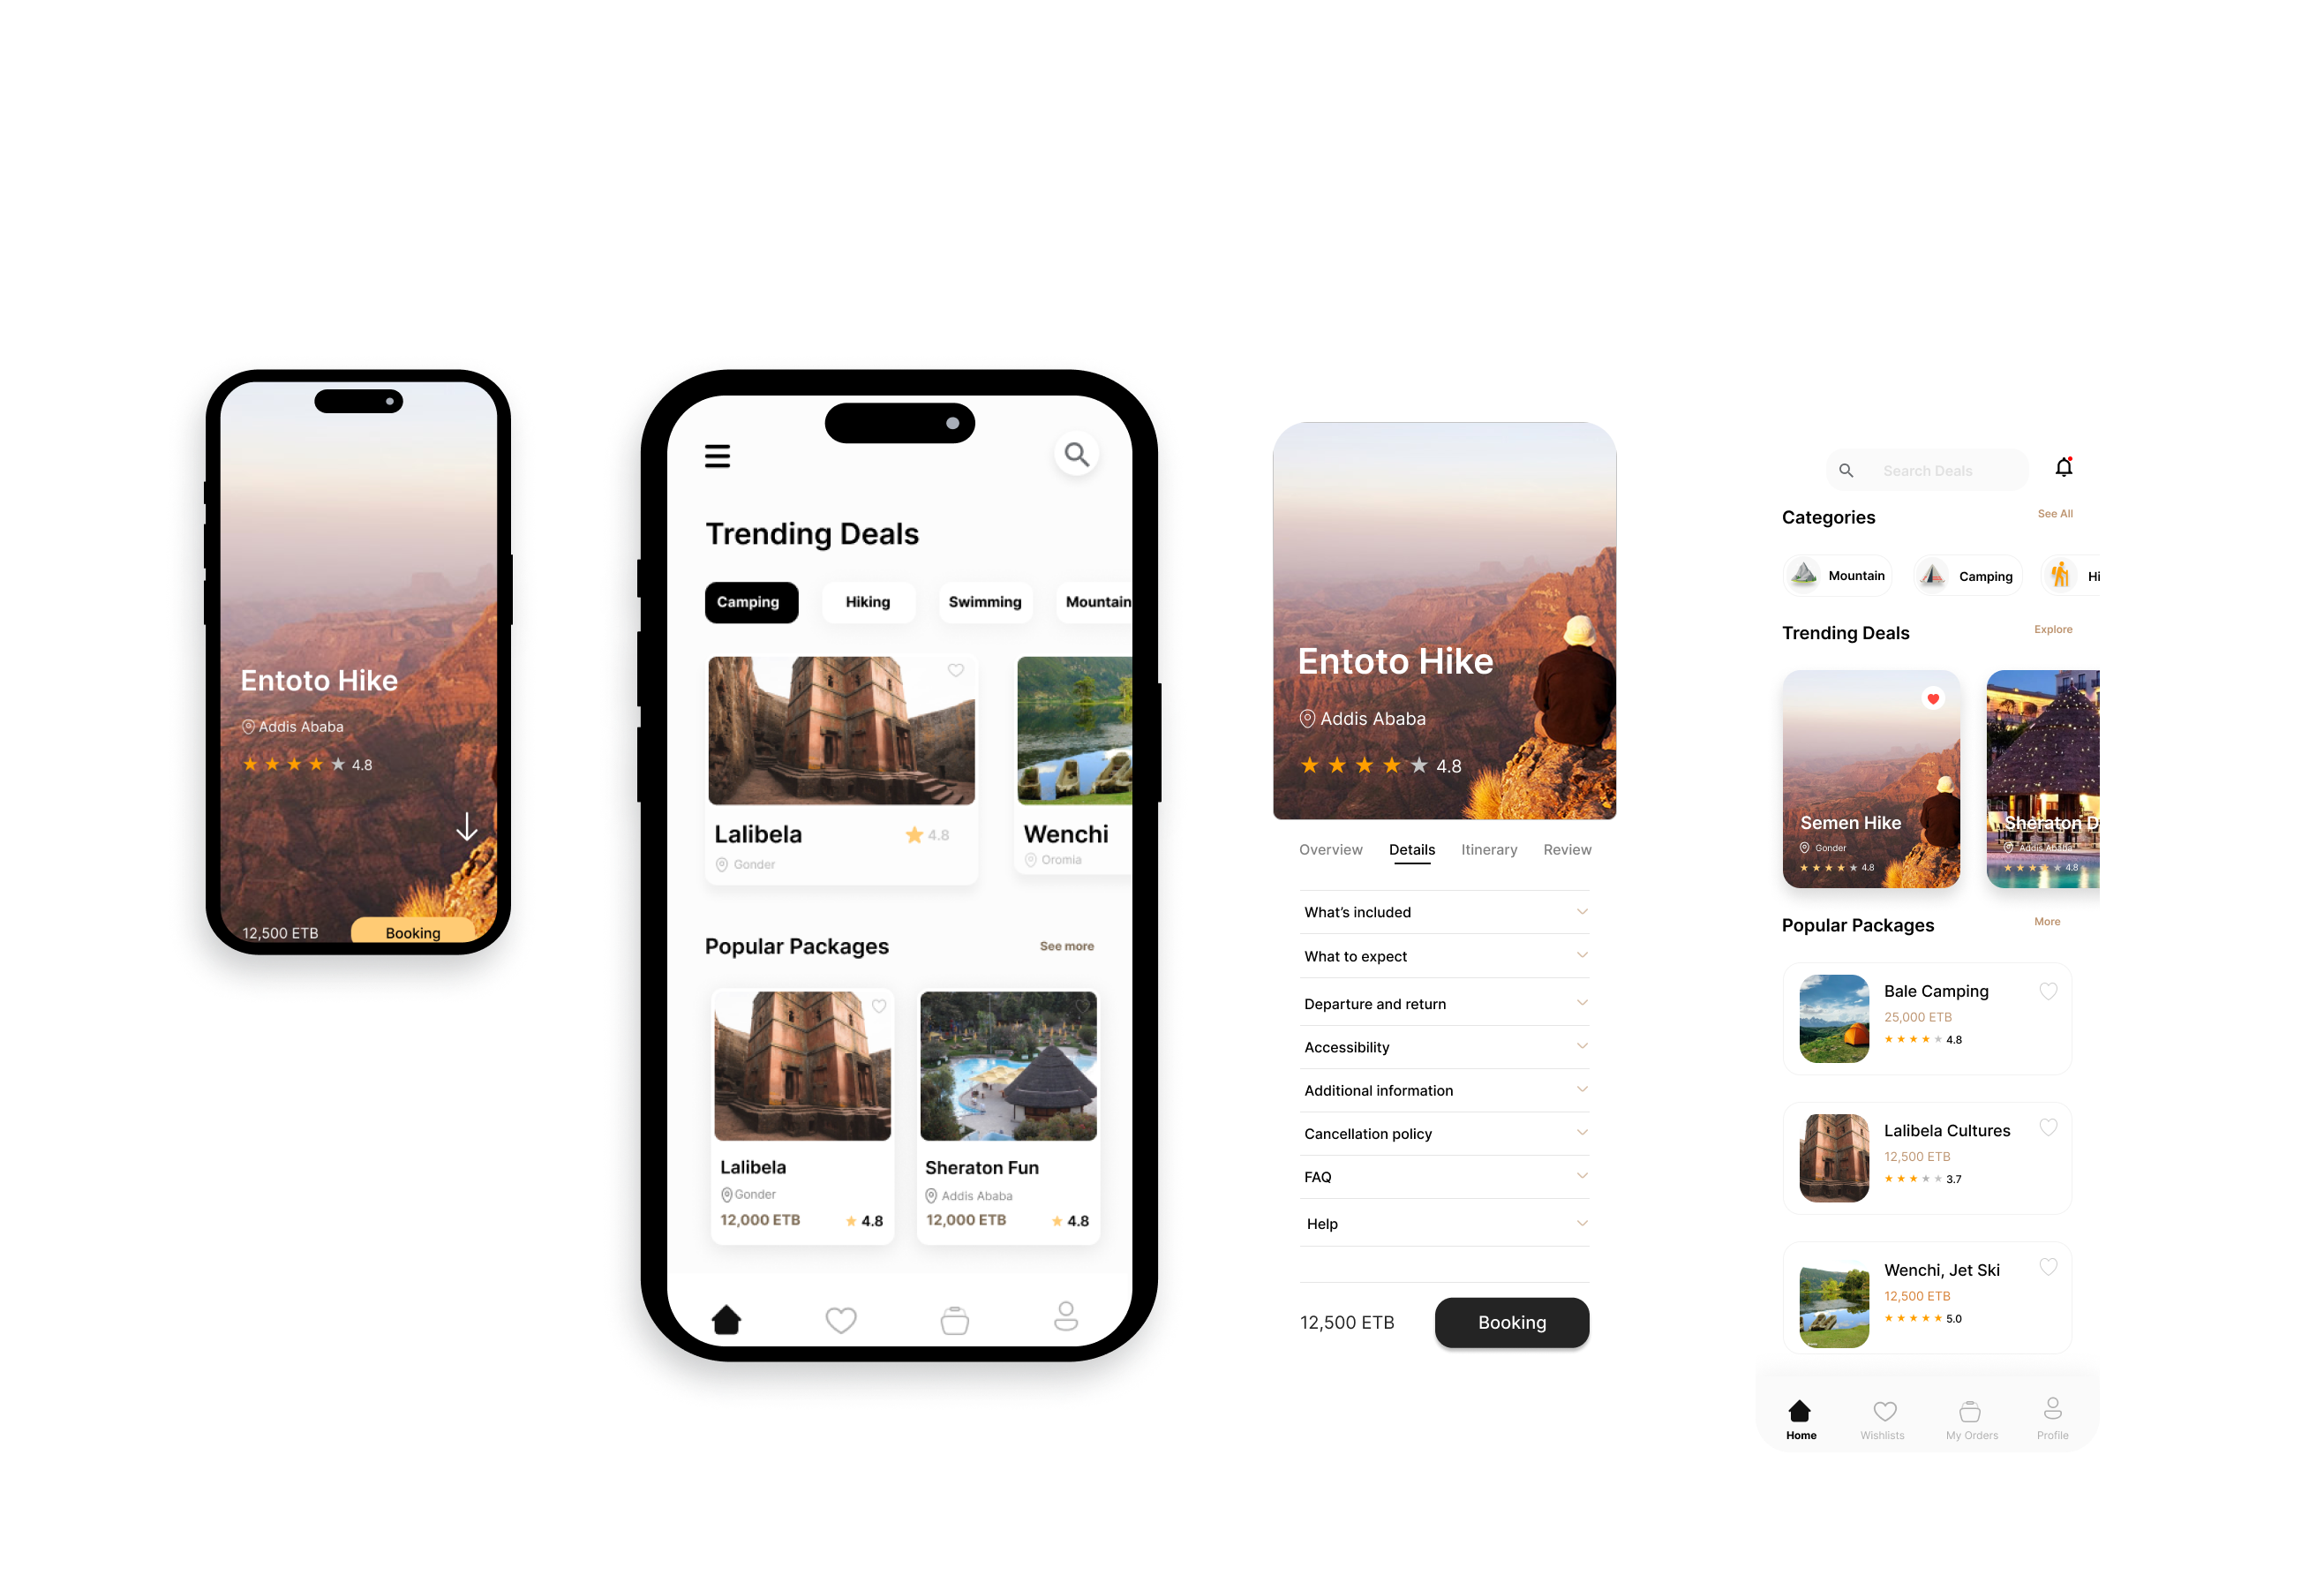 Entoto Hike
Addis Ababa
4.8
12,500 ETB
Booking
Trending Deals
Camping
Hiking
Swimming
Mountain
Lalibela
4.8
Gonder
Wenchi
Oromia
Popular Packages
See more
Lalibela
Gonder
12,000 ETB
4.8
Sheraton Fun
Addis Ababa
12,000 ETB
4.8
Entoto Hike
Addis Ababa
4.8
Overview
Details
Itinerary
Review
What's included
What to expect
Departure and return
Accessibility
Additional information
Cancellation policy
FAQ
Help
12,500 ETB
Booking
Search Deals
Categories
See All
Mountain
Camping
Hi
Trending Deals
Explore
Semen Hike
Gonder
4.8
Sheraton D
Addis Ababa
4.8
Popular Packages
More
Bale Camping
25,000 ETB
4.8
Lalibela Cultures
12,500 ETB
3.7
Wenchi, Jet Ski
12,500 ETB
5.0
Home
Wishlists
My Orders
Profile